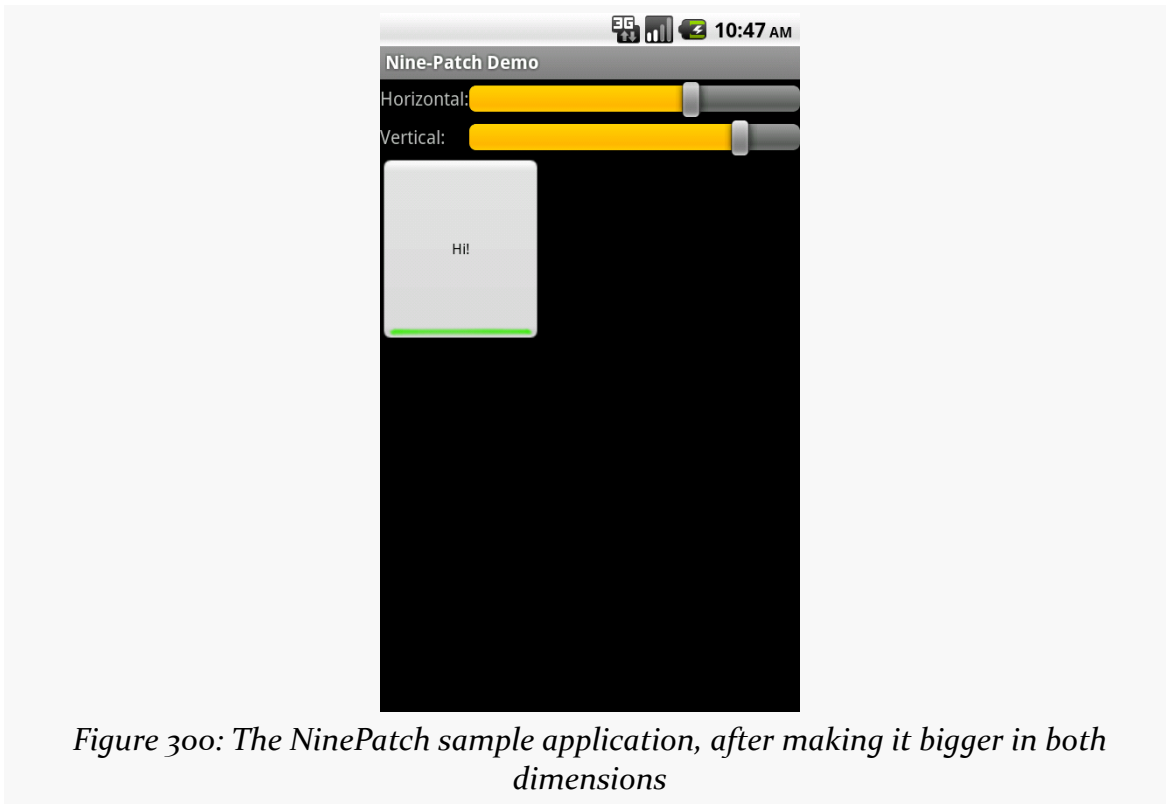 3G 10:47 AM
Nine-Patch Demo
Horizontal:
Vertical:
Hi!
Figure 300: The NinePatch sample application, after making it bigger in both
dimensions